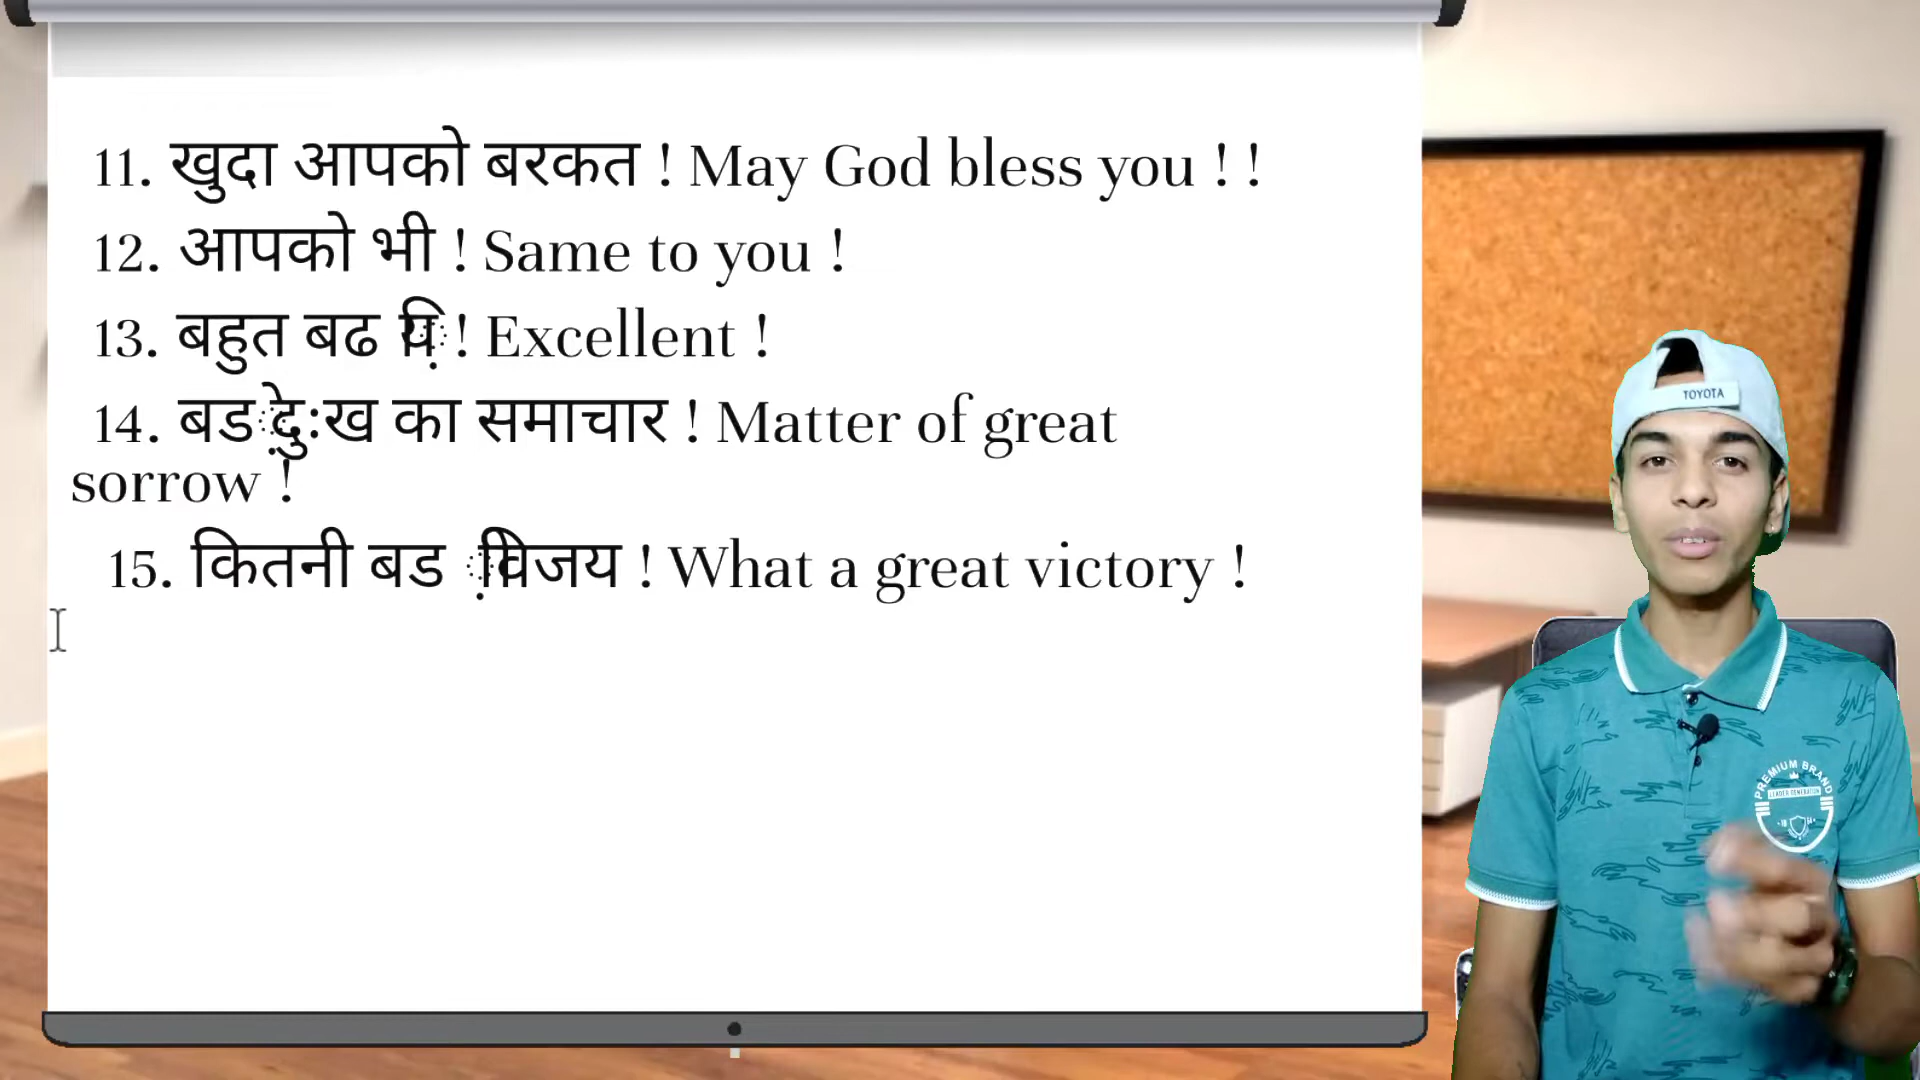 11. खुदा आपको बरकत ! May God bless you ! !
12. आपको भी ! Same to you !
13. बहुत बढ ़िय ! Excellent !
14. बड ़े दुःख का समाचार ! Matter of great
sorrow !
15. कितनी बड ़ी विजय ! What a great victory !
TOYOTA
PREMIUM BRAND